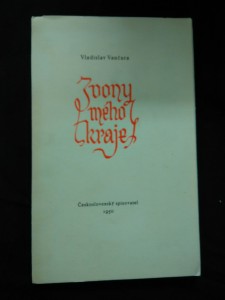 Vladislav Vančura
Zvony
mého
kraje
Československý spisovatel
1950